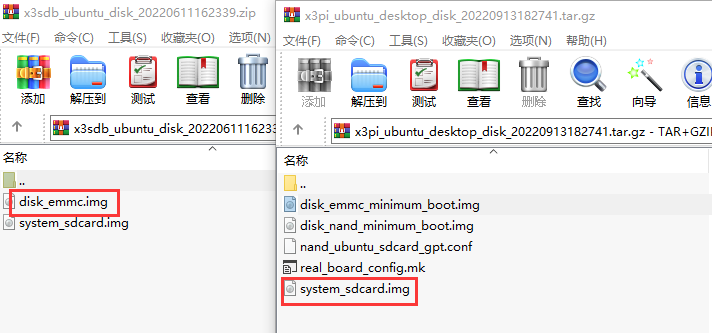 x3sdb_ubuntu_disk_20220611162339.zip
文件(F) 命令(C) 工具(S) 收藏夹(O) 选项(N)
添加 解压到 测试 查看 删除
x3sdb_ubuntu_disk_2022061116233
名称
..
disk_emmc.img
system_sdcard.img
x3pi_ubuntu_desktop_disk_20220913182741.tar.gz
文件(F) 命令(C) 工具(S) 收藏夹(O) 选项(N) 帮助(H)
添加 解压到 测试 查看 删除 查找 向导 信息
x3pi_ubuntu_desktop_disk_20220913182741.tar.gz - TAR+GZI
名称
..
disk_emmc_minimum_boot.img
disk_nand_minimum_boot.img
nand_ubuntu_sdcard_gpt.conf
real_board_config.mk
system_sdcard.img